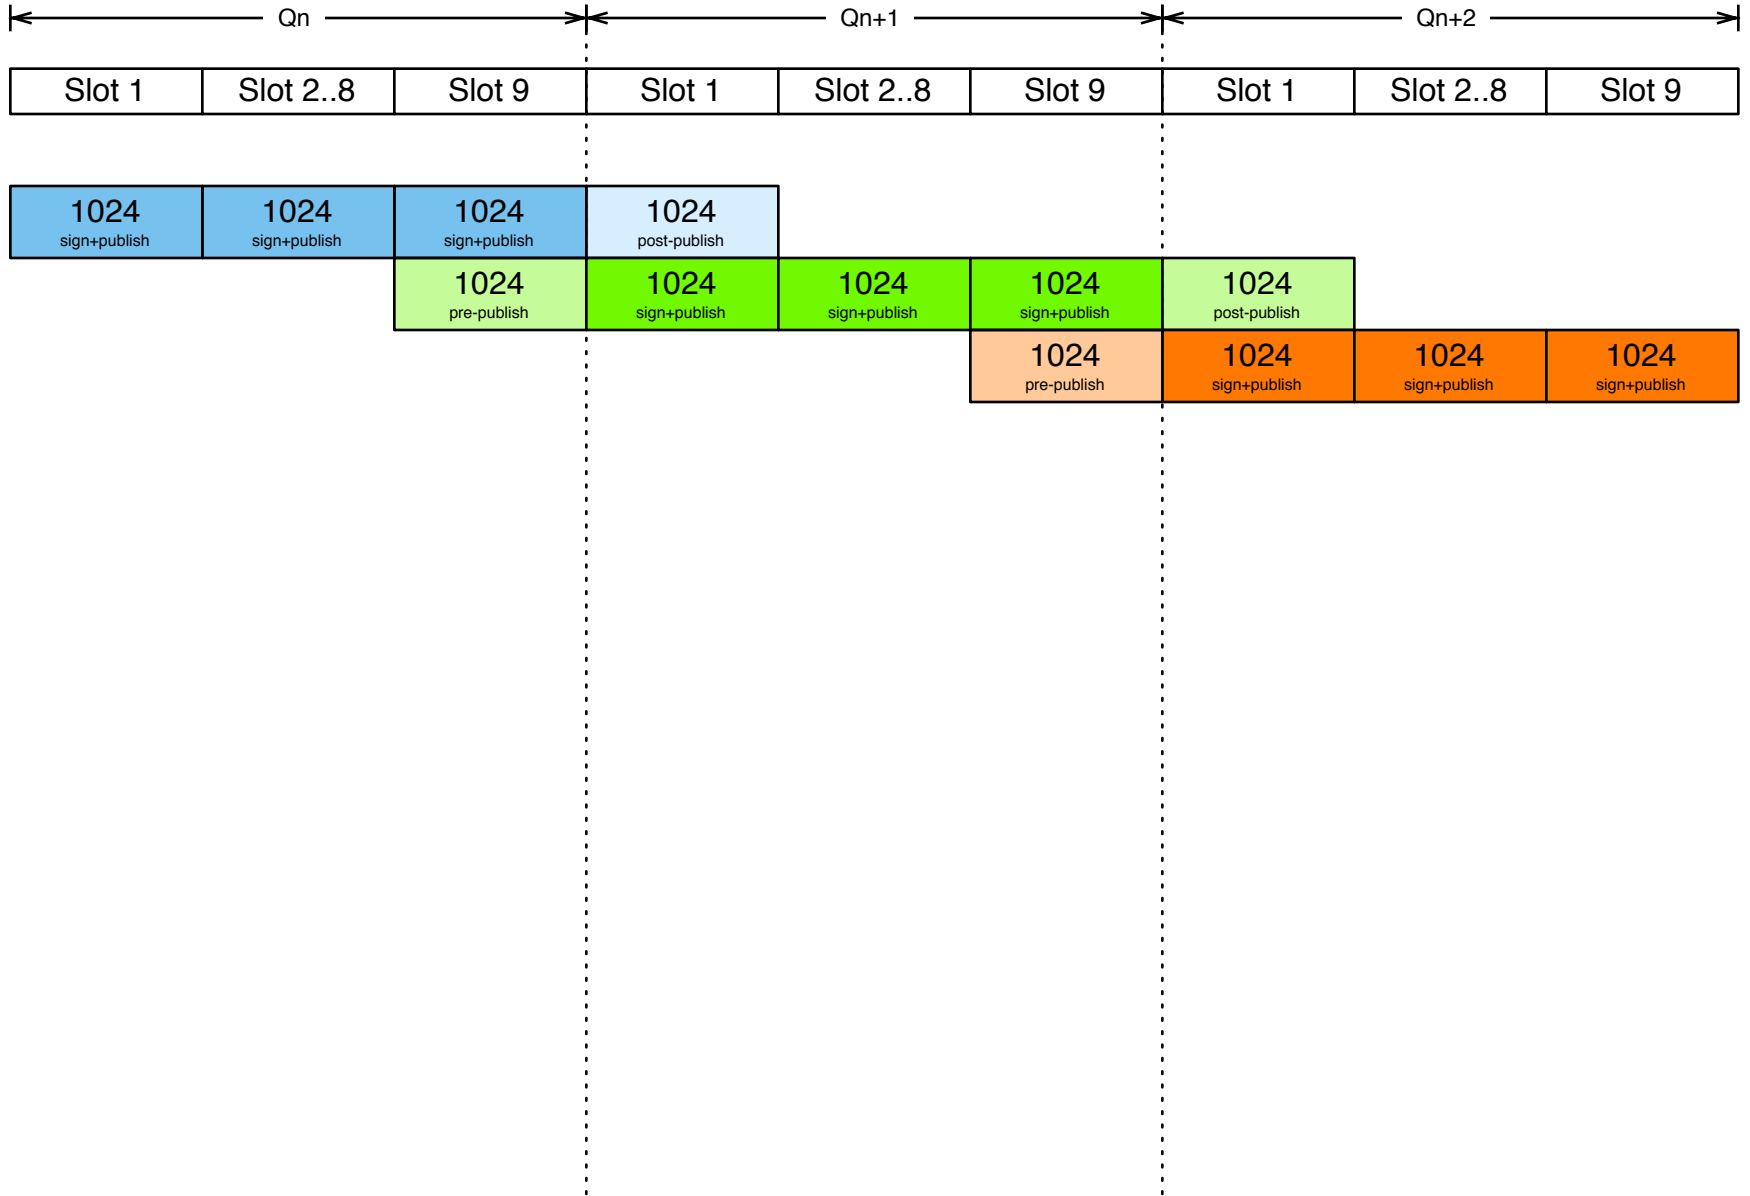 Qn Qn+1 Qn+2
Slot 1 Slot 2..8 Slot 9 Slot 1 Slot 2..8 Slot 9 Slot 1 Slot 2..8 Slot 9
1024 1024 1024 1024
sign+publish sign+publish sign+publish post-publish
1024 1024 1024 1024 1024
pre-publish sign+publish sign+publish sign+publish post-publish
1024 1024 1024 1024
pre-publish sign+publish sign+publish sign+publish